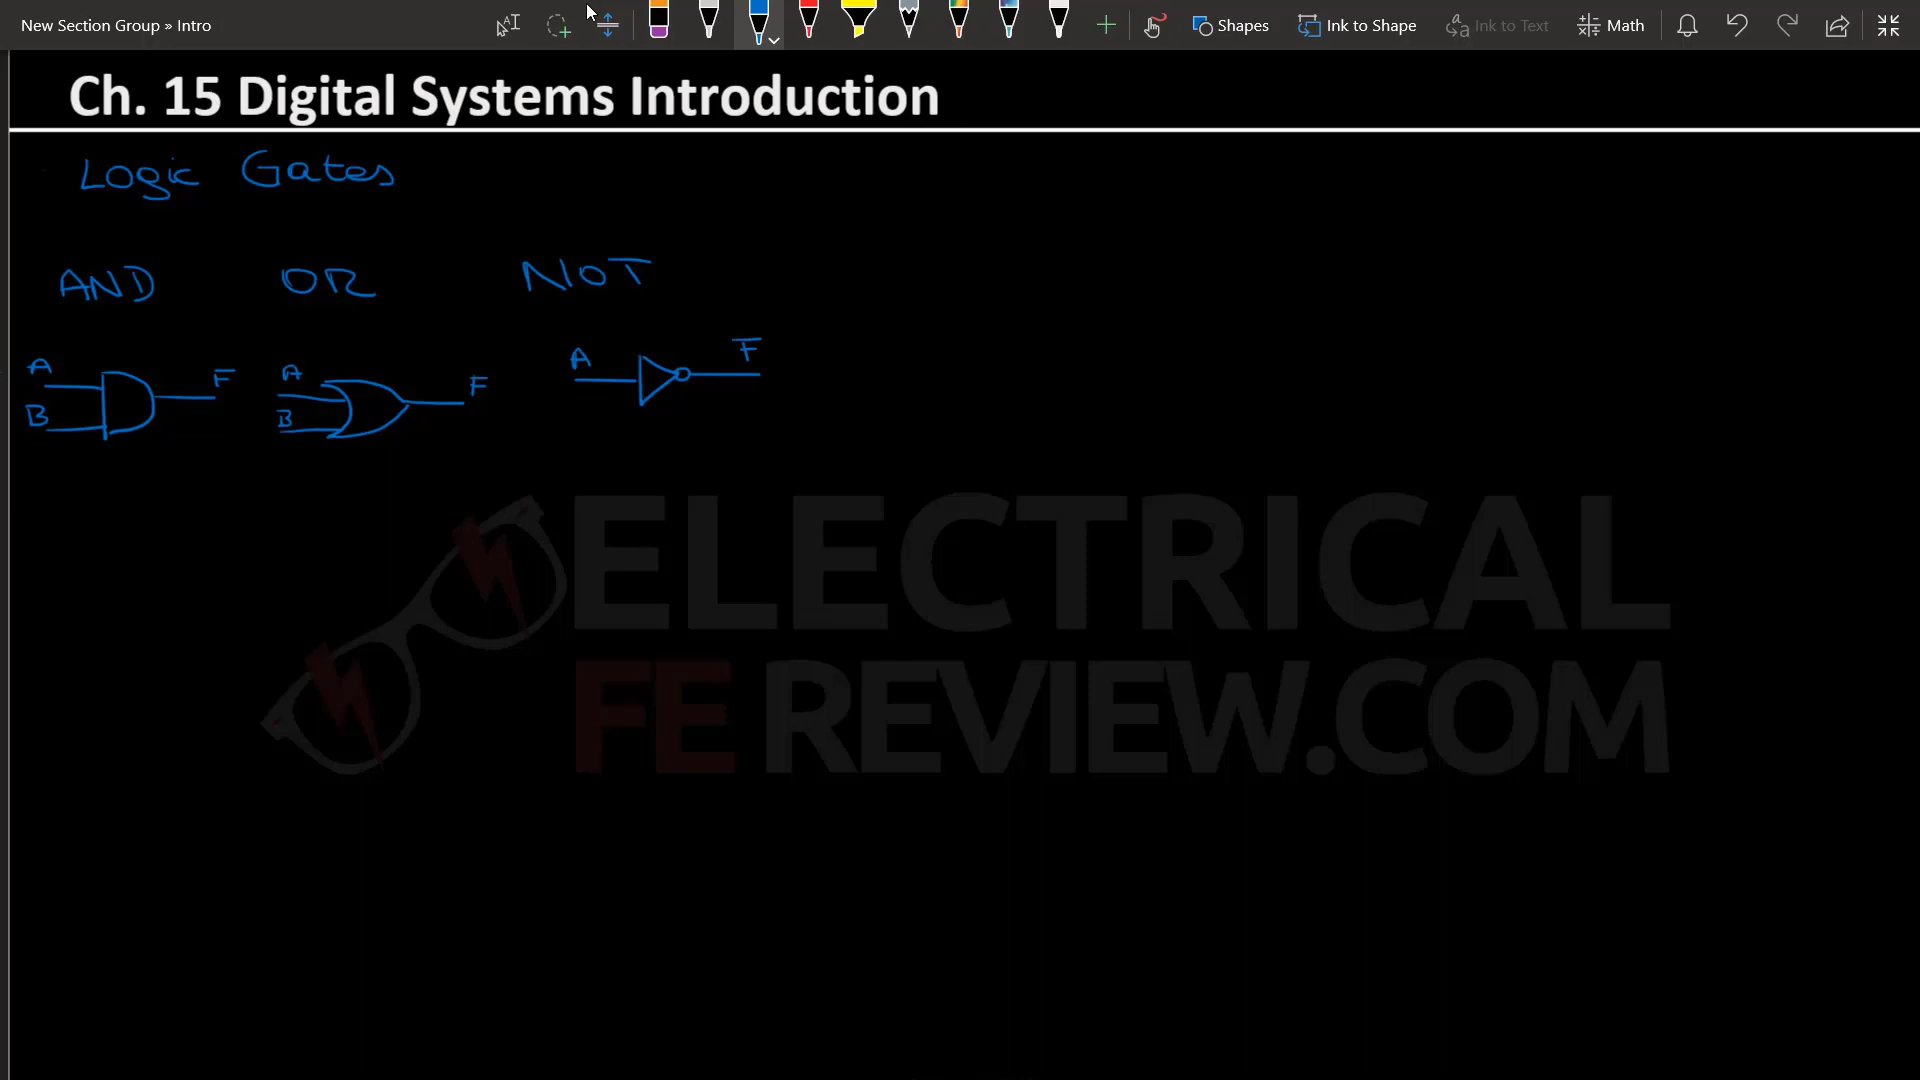 New Section Group » Intro
Shapes Ink to Shape Ink to Text Math
Ch. 15 Digital Systems Introduction
Logic Gates
AND OR NOT
A F A F A F
B B
ELECTRICAL
FE REVIEW.COM